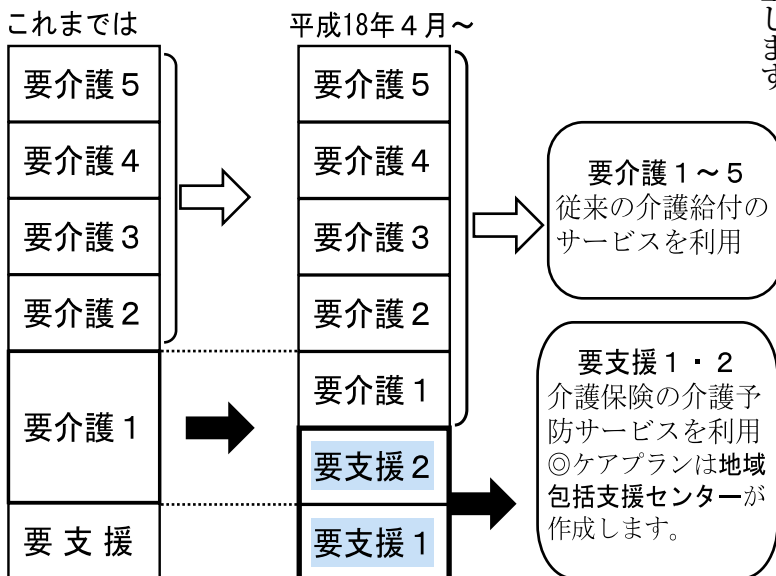 これまでは
要介護５
要介護４
要介護３
要介護２
要介護１
要 支 援
平成18年４月～
要介護５
要介護４
要介護３
要介護２
要介護１
要支援２
要支援１
要介護１～５
従来の介護給付の
サービスを利用
要支援１・２
介護保険の介護予
防サービスを利用
◎ケアプランは地域
包括支援センターが
作成します。
します